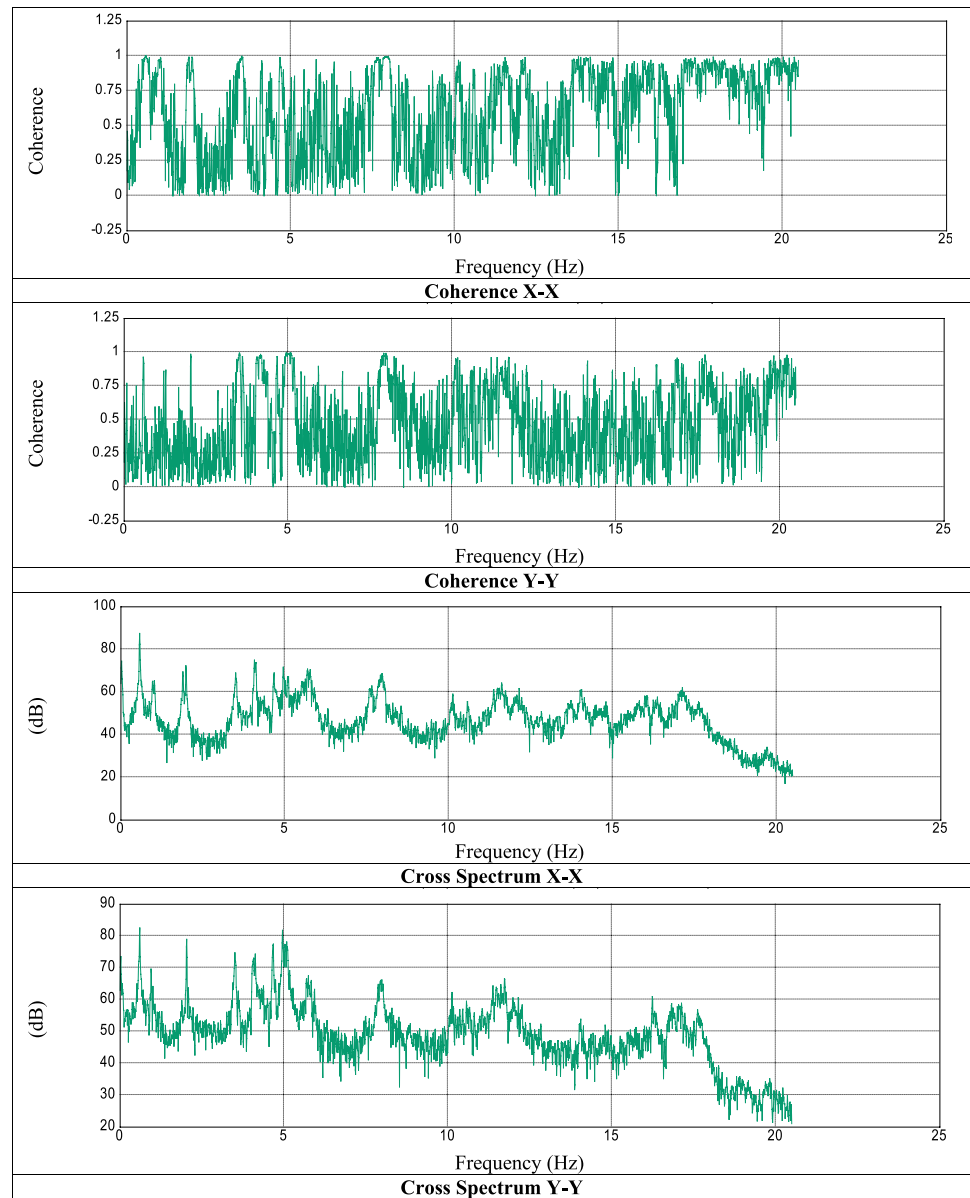 1.25
1
0.75
0.5
0.25
0
-0.25
Coherence
0 5 10 15 20 25
Frequency (Hz)
Coherence X-X
1.25
1
0.75
0.5
0.25
0
-0.25
Coherence
0 5 10 15 20 25
Frequency (Hz)
Coherence Y-Y
100
80
60
40
20
0
(dB)
0 5 10 15 20 25
Frequency (Hz)
Cross Spectrum X-X
90
80
70
60
50
40
30
20
(dB)
0 5 10 15 20 25
Frequency (Hz)
Cross Spectrum Y-Y